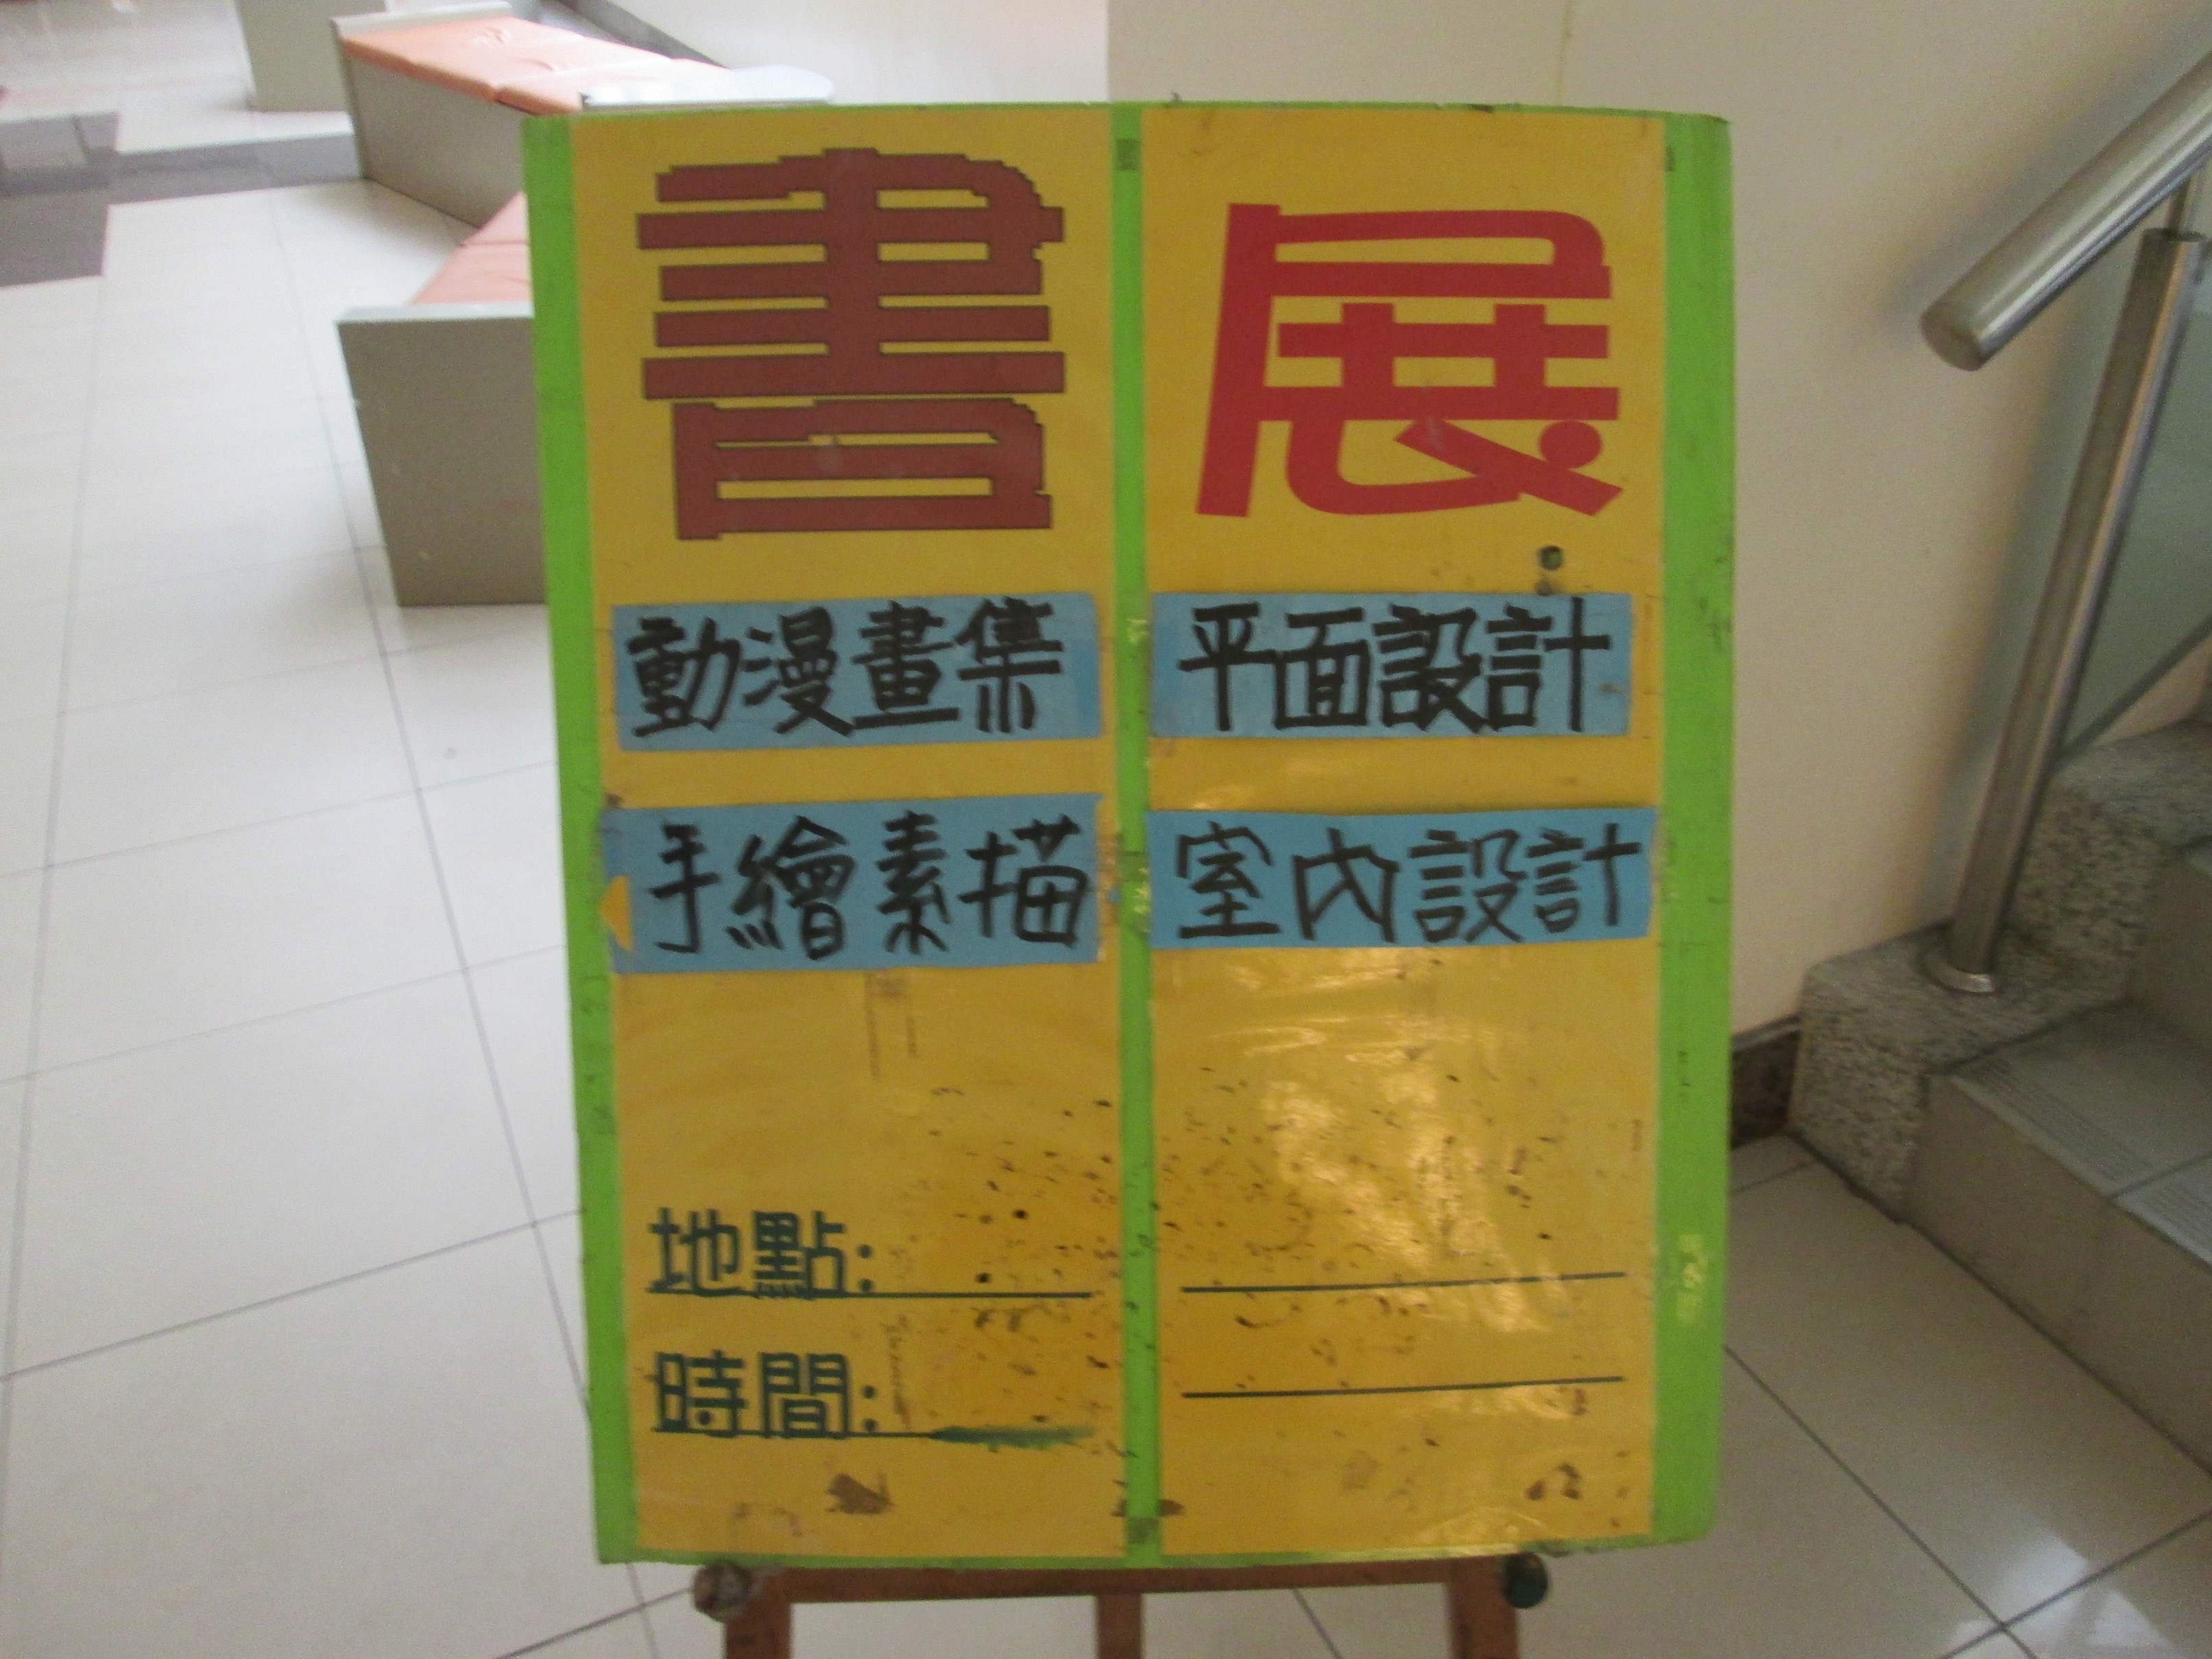 書展
動漫畫集 平面設計
手繪素描 室內設計
地點:
時間: